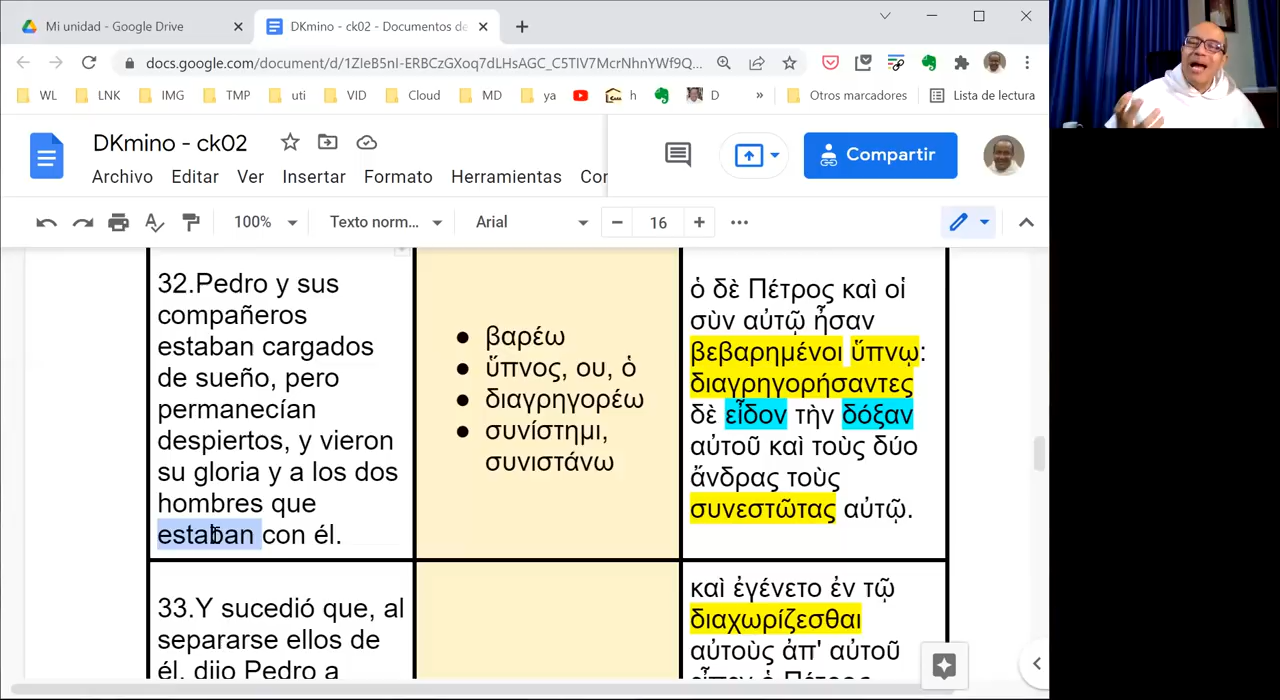 Mi unidad - Google Drive
DKmino - ck02 - Documentos de
docs.google.com/document/d/1ZIeB5nI-ERBCzGXoq7dLHsAGC_C5TIV7McrNhnYWf9Q...
WL LNK IMG TMP uti VID Cloud MD ya h D » Otros marcadores Lista de lectura
DKmino - ck02
Compartir
Archivo Editar Ver Insertar Formato Herramientas Cor
100% Texto norm... Arial 16
32.Pedro y sus
compañeros
estaban cargados
de sueño, pero
permanecían
despiertos, y vieron
su gloria y a los dos
hombres que
estaban con él.
● βαρέω
● ὕπνος, ου, ὁ
● διαγρηγορέω
● συνίστημι,
συνιστάνω
ὁ δὲ Πέτρος καὶ οἱ
σὺν αὐτῷ ἦσαν
βεβαρημένοι ὕπνῳ:
διαγρηγορήσαντες
δὲ εἶδον τὴν δόξαν
αὐτοῦ καὶ τοὺς δύο
ἄνδρας τοὺς
συνεστῶτας αὐτῷ.
33.Y sucedió que, al
separarse ellos de
él, dijo Pedro a
καὶ ἐγένετο ἐν τῷ
διαχωρίζεσθαι
αὐτοὺς ἀπ' αὐτοῦ
εἶπεν ὁ Πέτρος